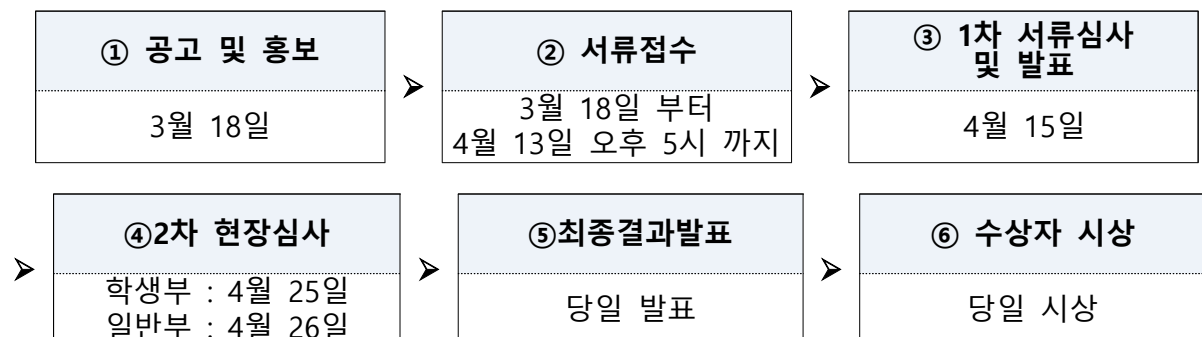 ① 공고 및 홍보
3월 18일
➢
② 서류접수
3월 18일 부터
4월 13일 오후 5시 까지
➢
③ 1차 서류심사
및 발표
4월 15일
➢
④2차 현장심사
학생부 : 4월 25일
일반부 : 4월 26일
➢
⑤최종결과발표
당일 발표
➢
⑥ 수상자 시상
당일 시상